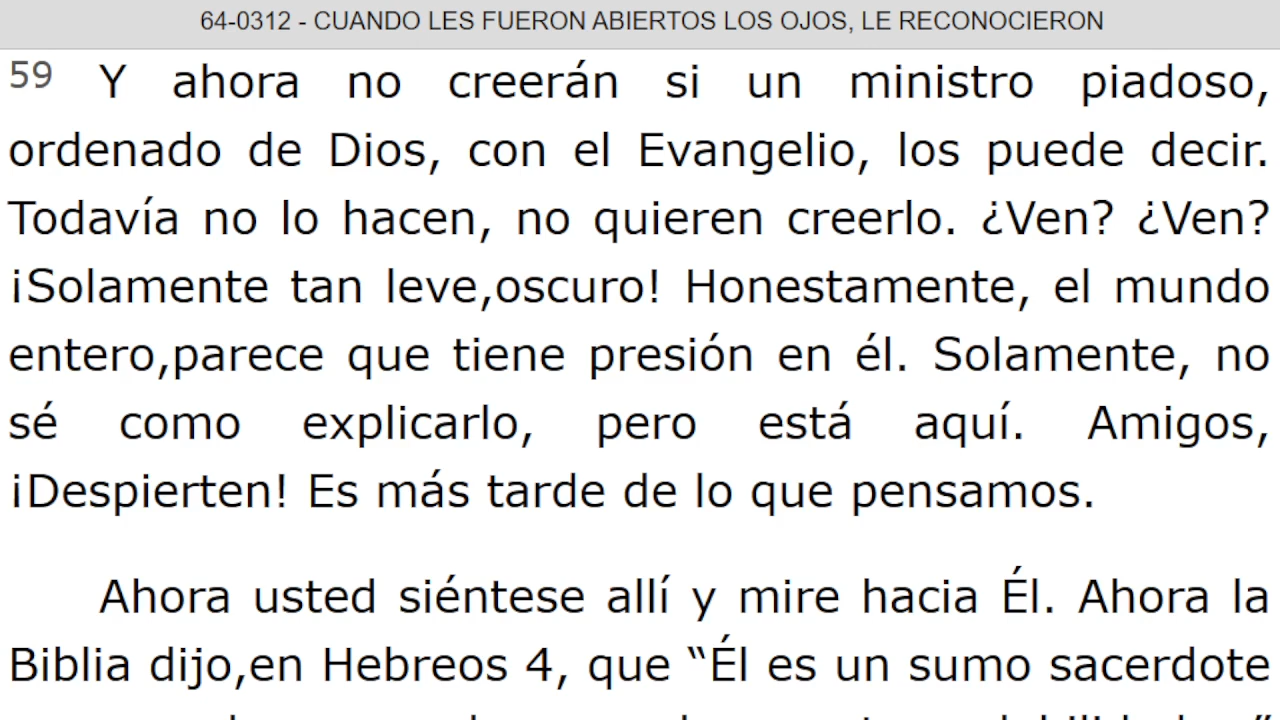 64-0312 - CUANDO LES FUERON ABIERTOS LOS OJOS, LE RECONOCIERON
59 Y ahora no creerán si un ministro piadoso,
ordenado de Dios, con el Evangelio, los puede decir.
Todavía no lo hacen, no quieren creerlo. ¿Ven? ¿Ven?
¡Solamente tan leve,oscuro! Honestamente, el mundo
entero,parece que tiene presión en él. Solamente, no
sé como explicarlo, pero está aquí. Amigos,
¡Despierten! Es más tarde de lo que pensamos.
Ahora usted siéntese allí y mire hacia Él. Ahora la
Biblia dijo,en Hebreos 4, que “Él es un sumo sacerdote